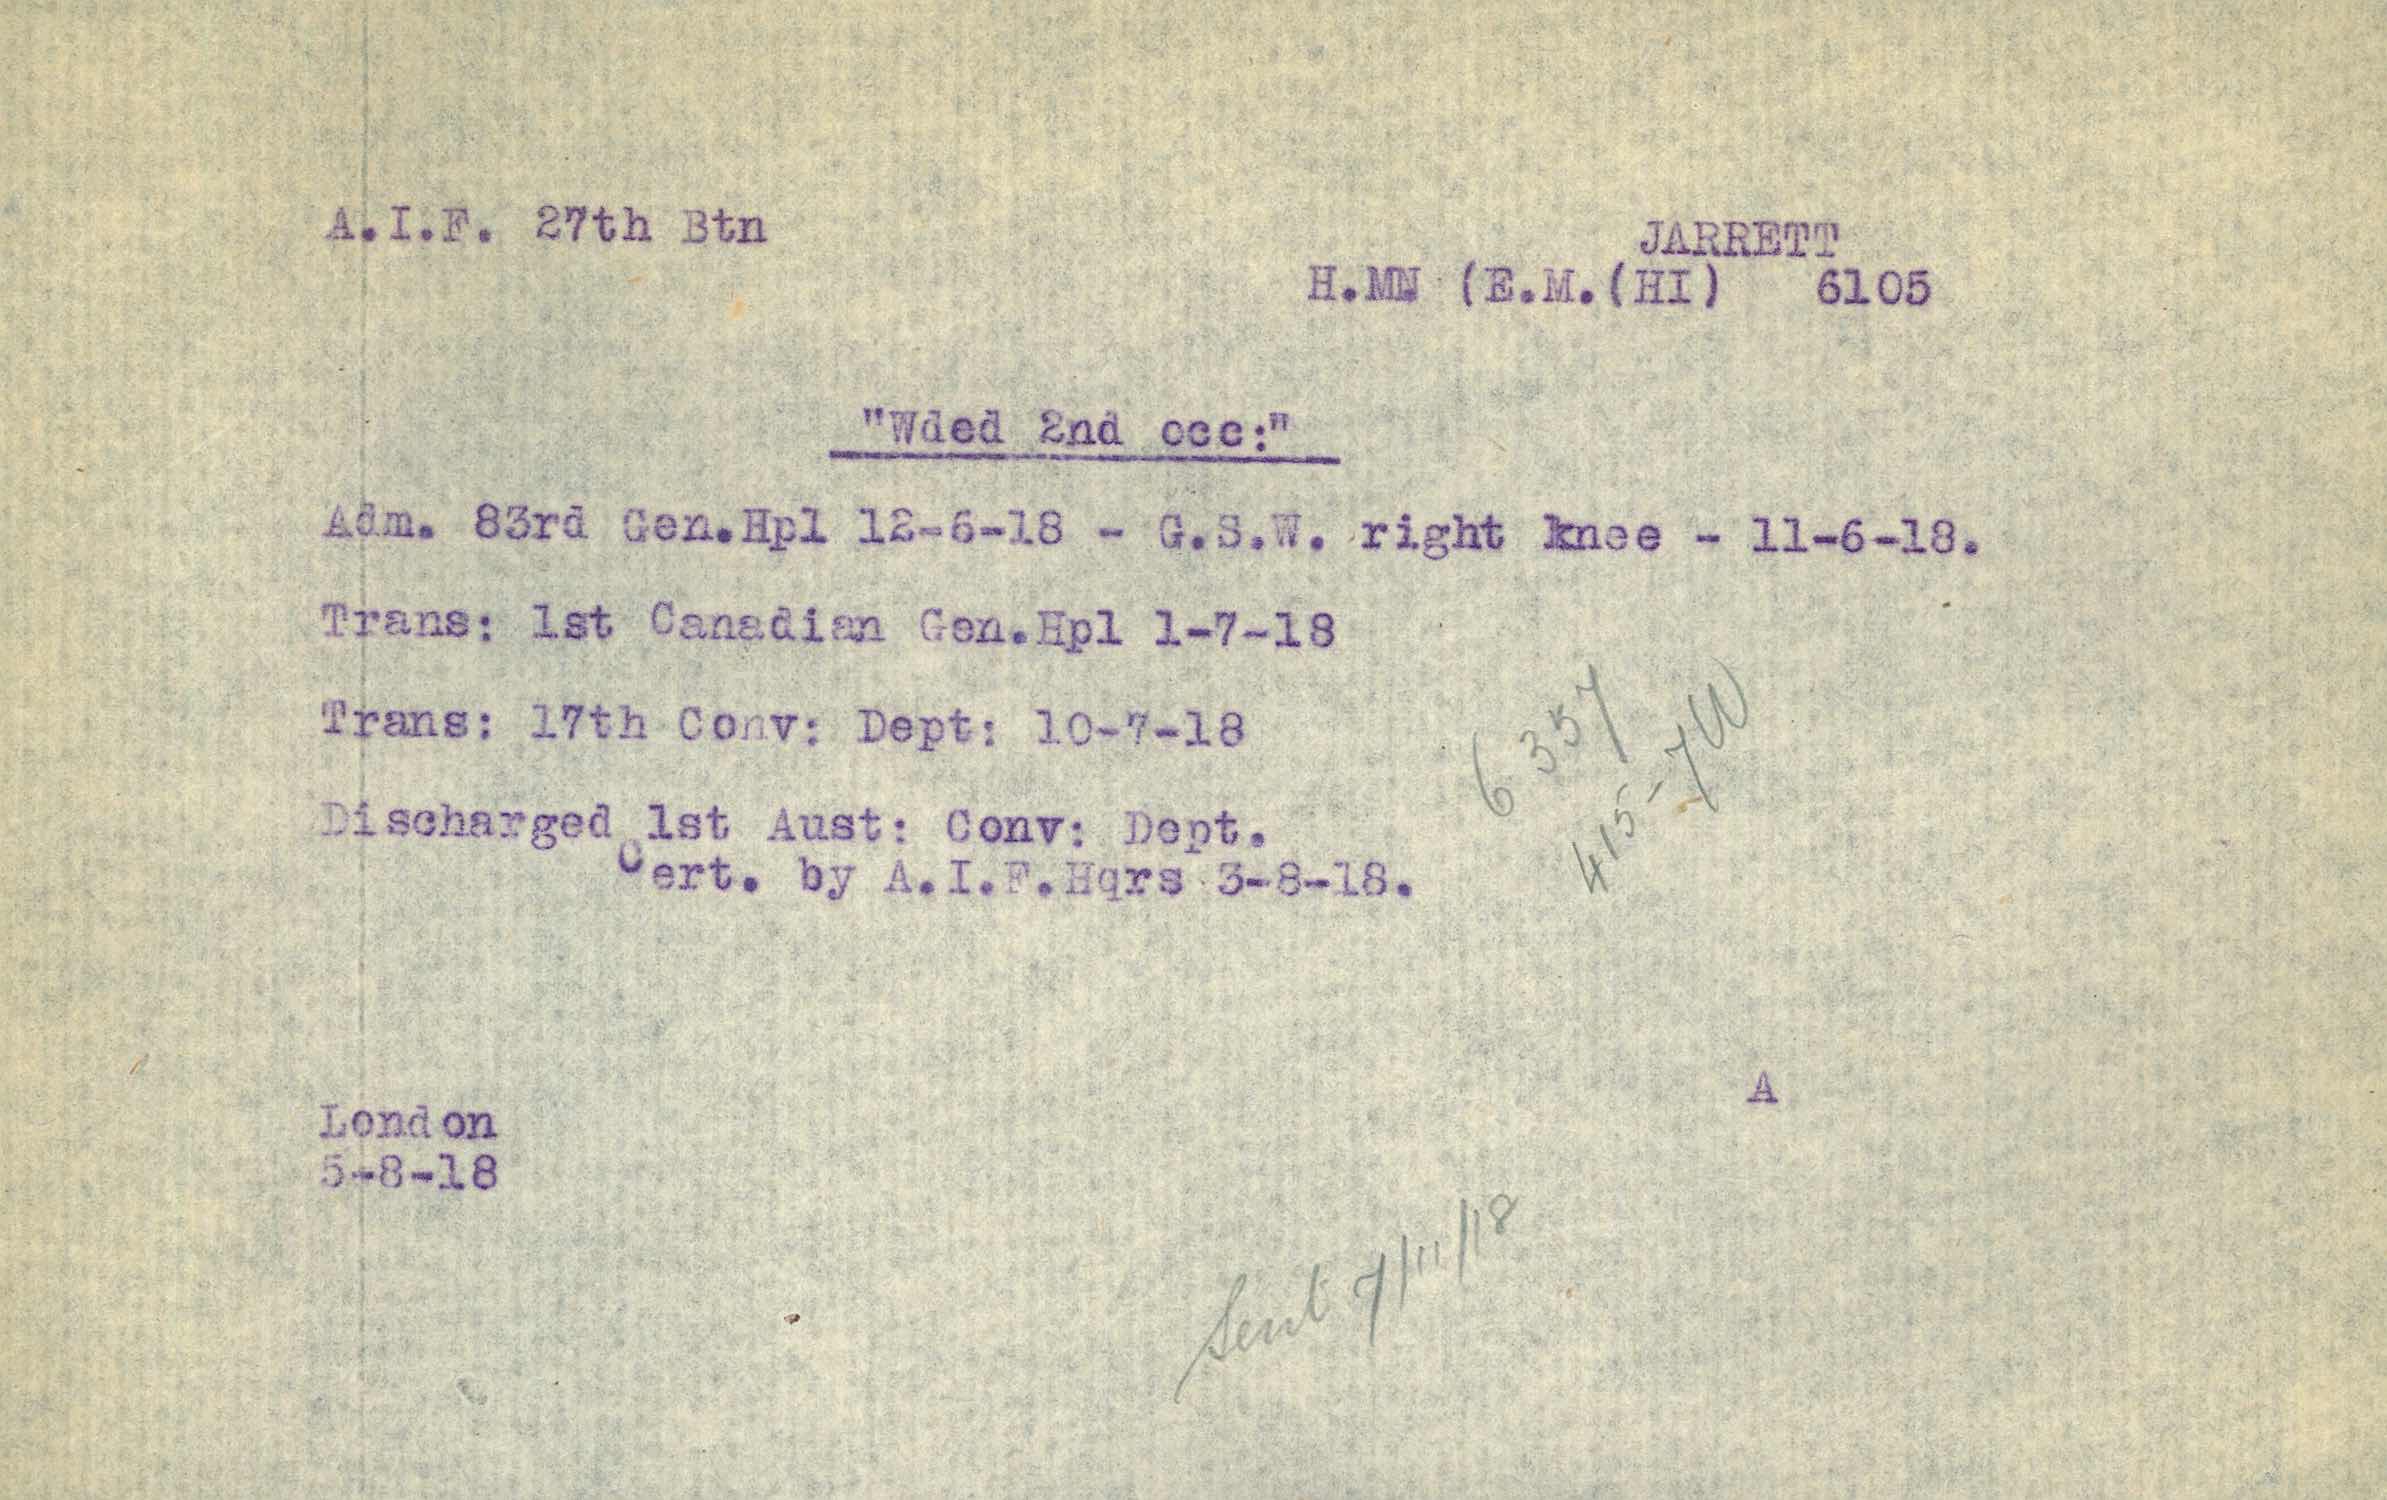 A.I.F. 27th Btn
JARRETT
H.MN (E.M.(HI) 6105
"Wded 2nd occ:"
Adm. 83rd Gen.Hpl 12-6-18 - G.S.W. right knee - 11-6-18.
Trans: 1st Canadian Gen.Hpl 1-7-18
Trans: 17th Conv: Dept: 10-7-18
6357
415-7W
Discharged 1st Aust: Conv: Dept.
Cert. by A.I.F.Hqrs 3-8-18.
A
London
5-8-18
Sent 7/11/18